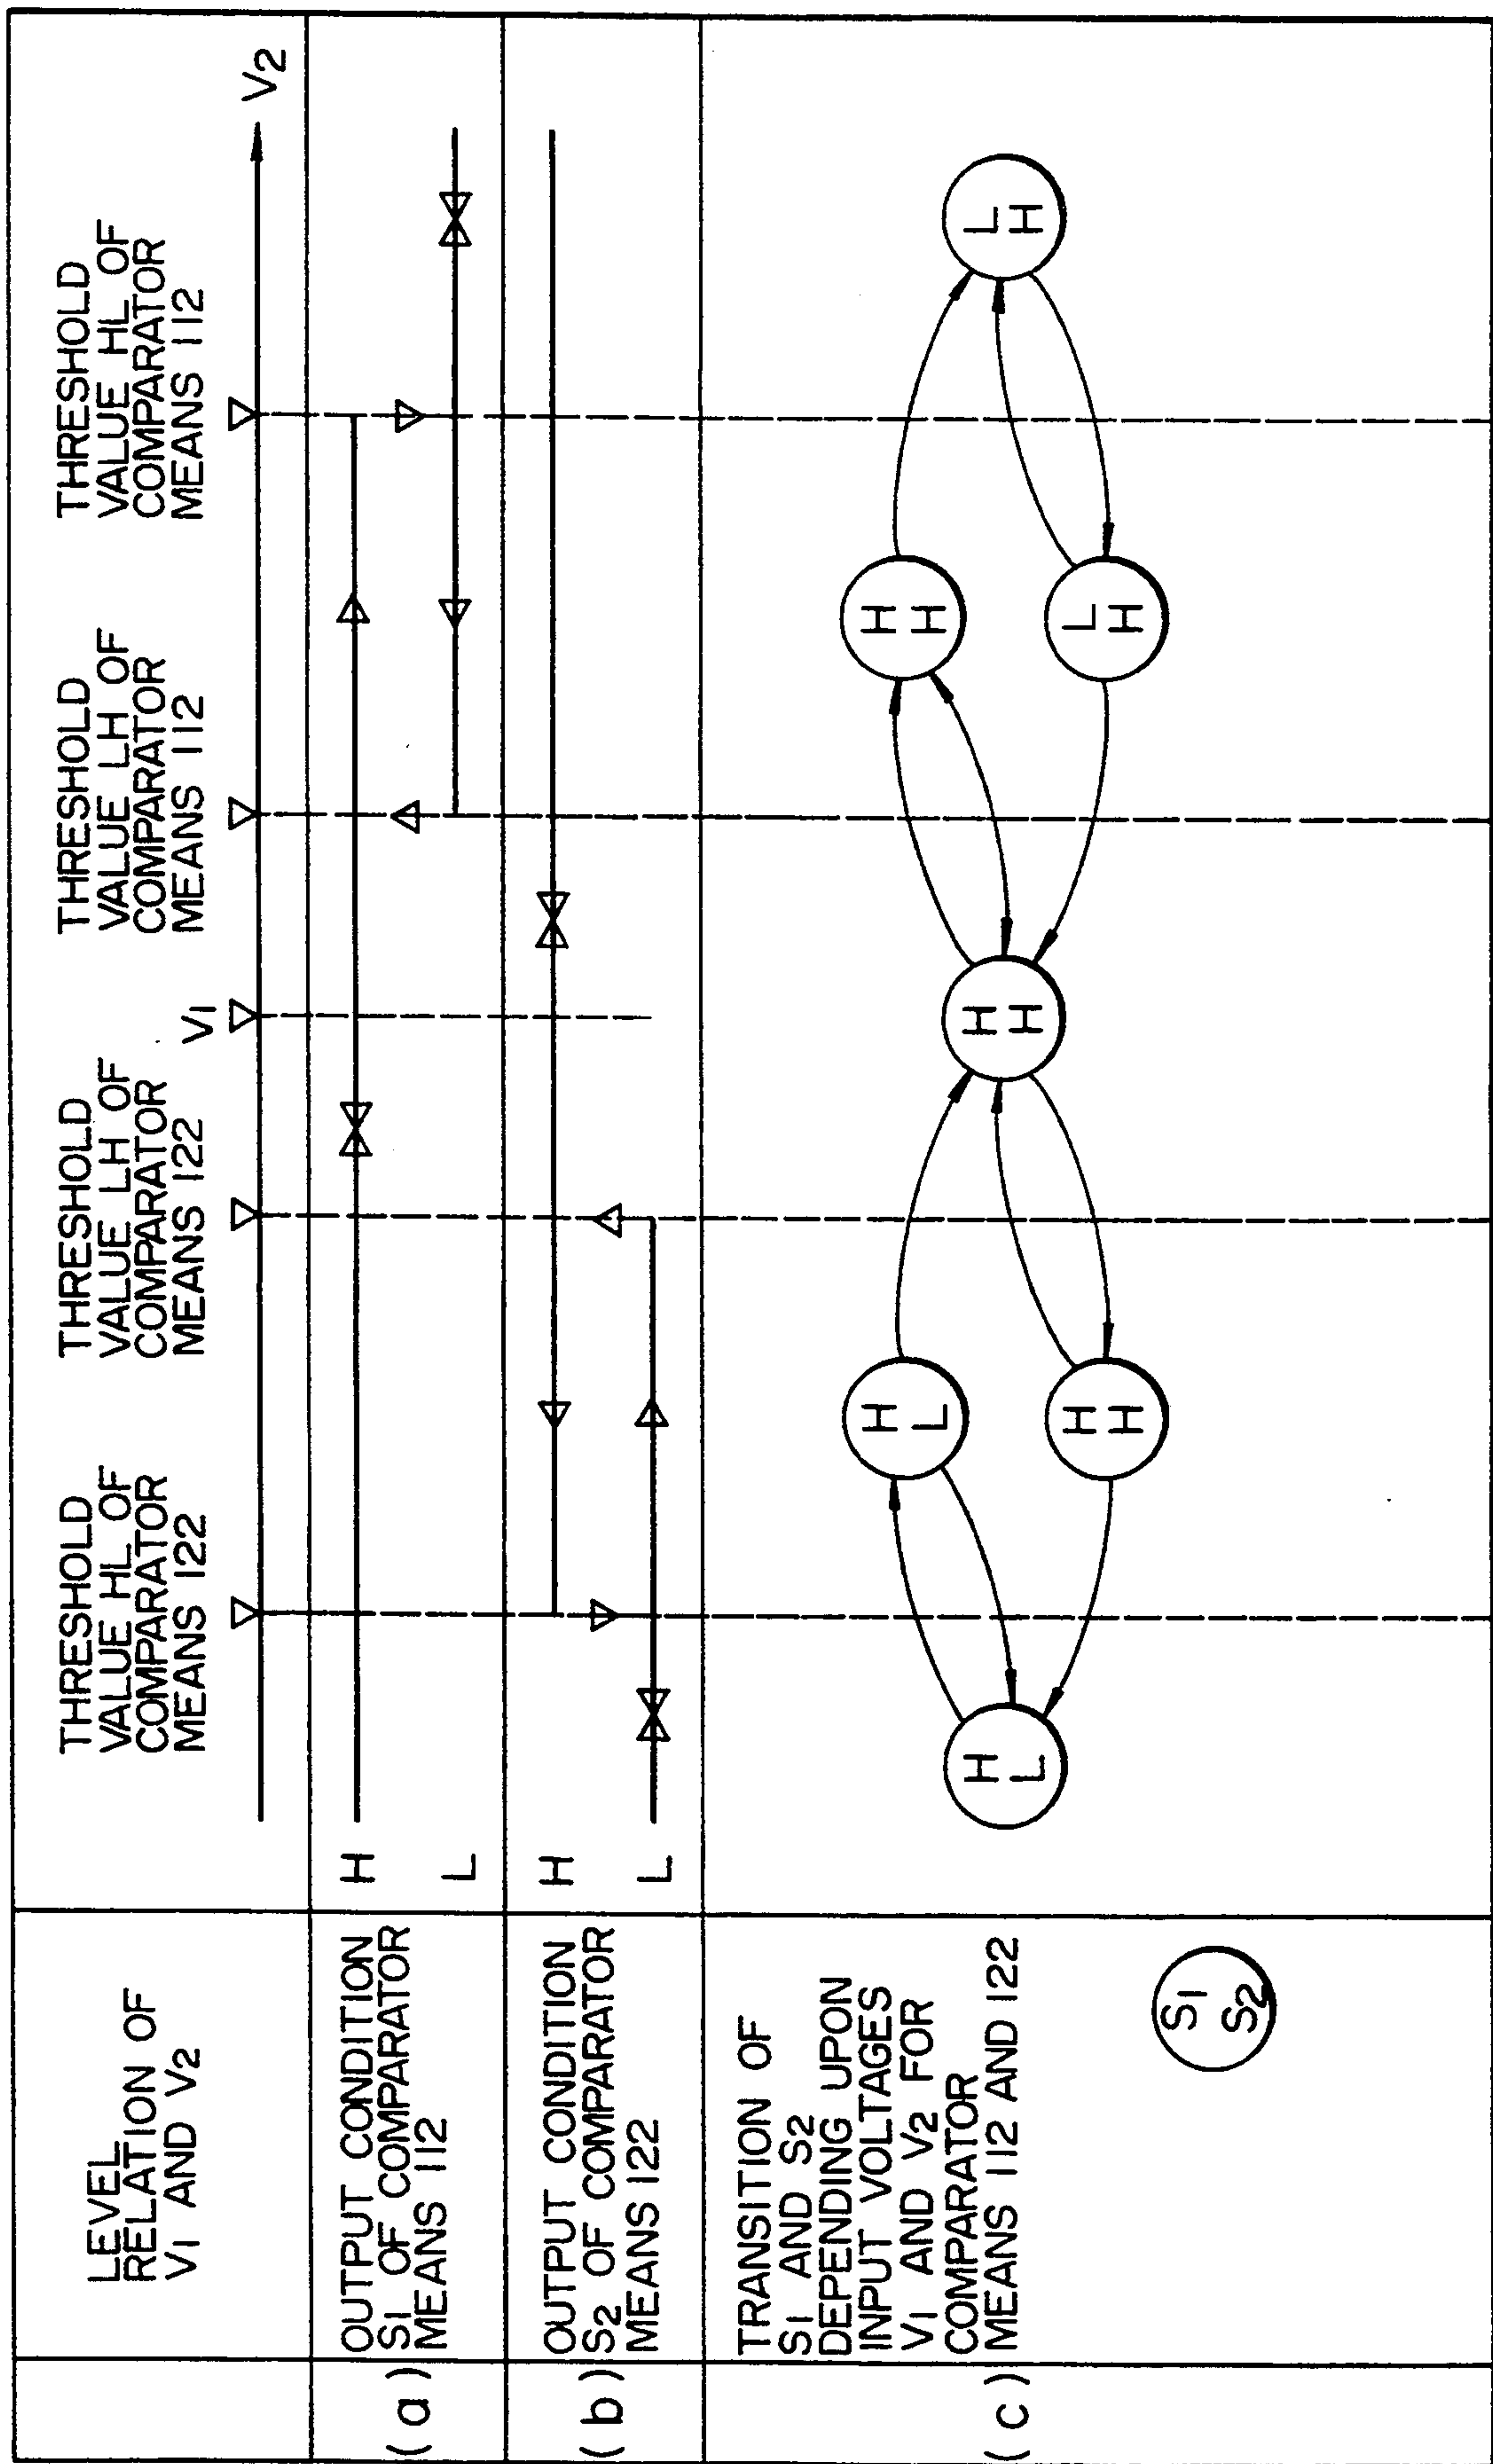 LEVEL
RELATION OF
V1 AND V2
THRESHOLD
VALUE HL OF
COMPARATOR
MEANS 122
THRESHOLD
VALUE LH OF
COMPARATOR
MEANS 122
V1
THRESHOLD
VALUE LH OF
COMPARATOR
MEANS 112
THRESHOLD
VALUE HL OF
COMPARATOR
MEANS 112
V2
(a)
OUTPUT CONDITION
S1 OF COMPARATOR
MEANS 112
H
L
(b)
OUTPUT CONDITION
S2 OF COMPARATOR
MEANS 122
H
L
(c)
TRANSITION OF
S1 AND S2
DEPENDING UPON
INPUT VOLTAGES
V1 AND V2 FOR
COMPARATOR
MEANS 112 AND 122
S1
S2
H
L
H
L
H
H
H
H
H
H
L
H
L
H